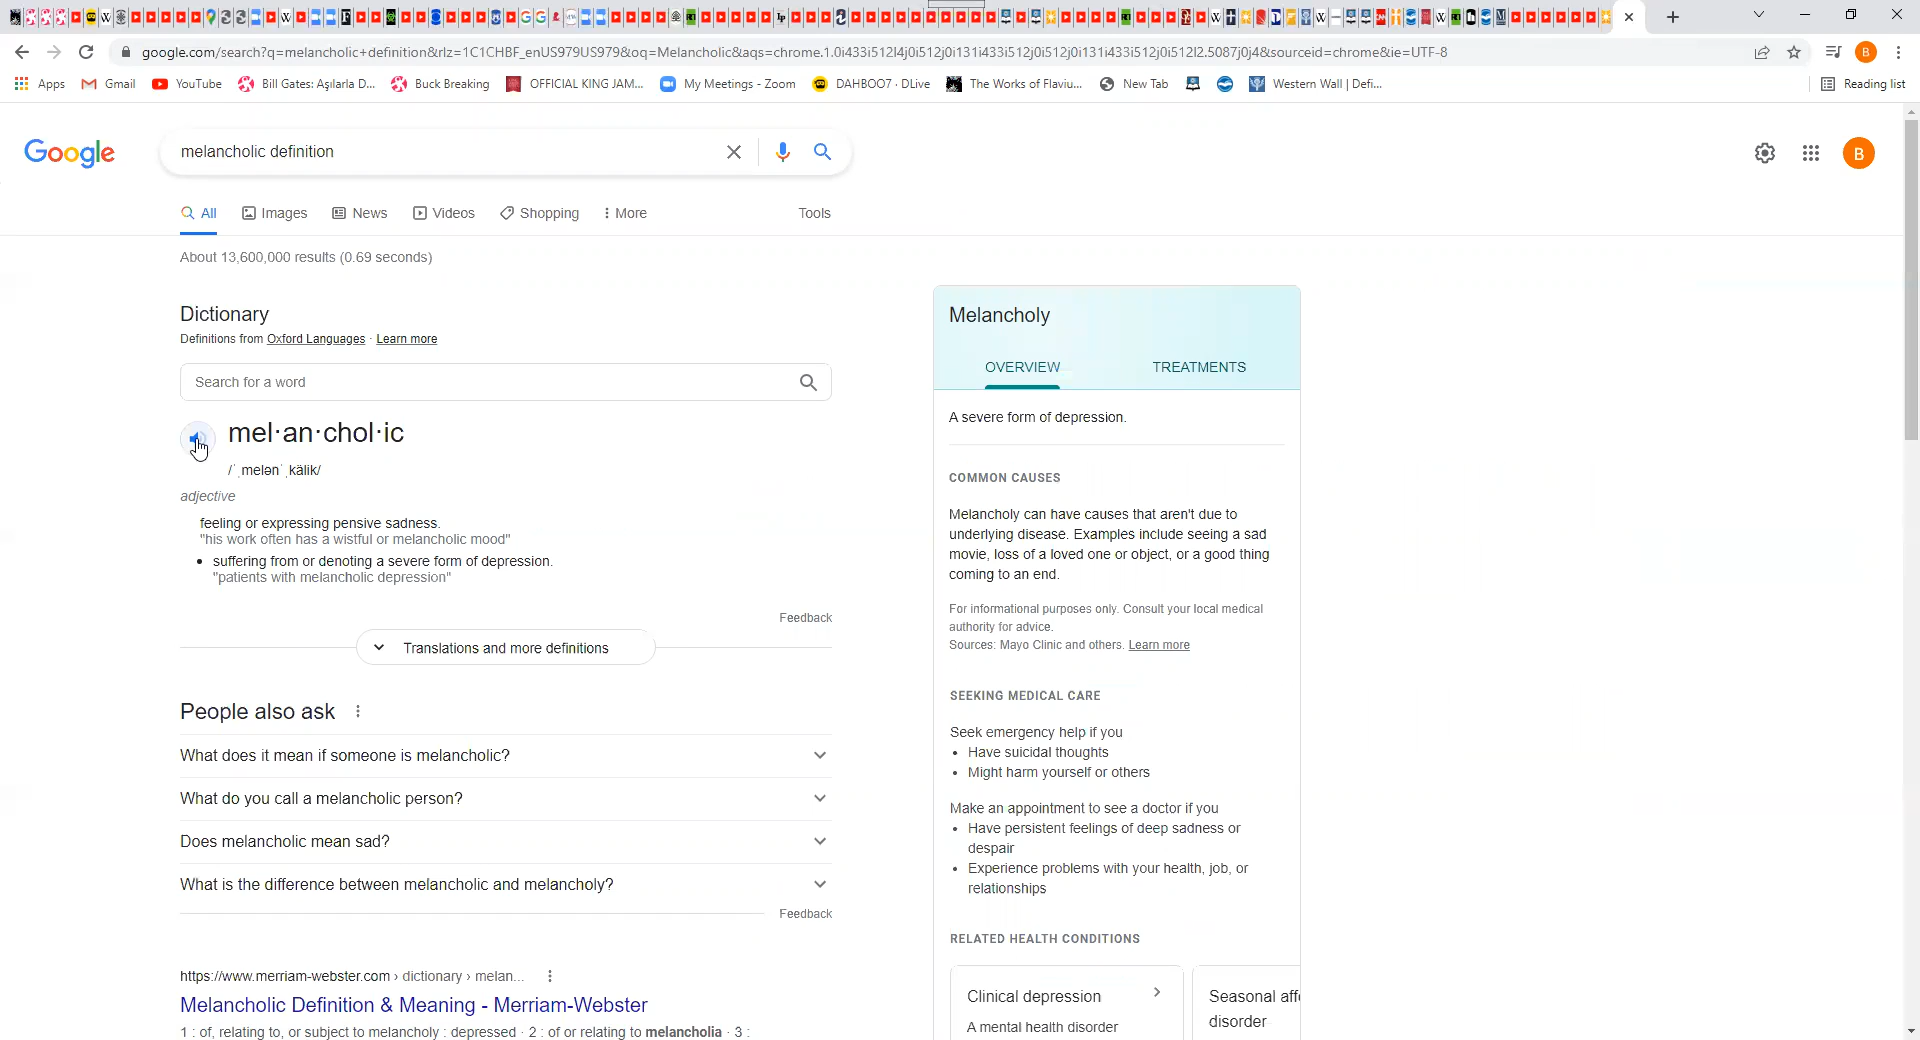 google.com/search?q=melancholic+definition&rlz=1C1CHBF_enUS979US979&oq=Melancholic&aqs=chrome.1.0i433i512l4j0i512j0i131i433i512j0i512j0i131i433i512j0i512l2.5087j0j4&sourceid=chrome&ie=UTF-8
B
Apps
Gmail
YouTube
Bill Gates: Aşılarla D...
Buck Breaking
OFFICIAL KING JAM...
My Meetings - Zoom
DAHBOO7 · DLive
The Works of Flaviu...
New Tab
Western Wall | Defi...
Reading list
Google
melancholic definition
B
All
Images
News
Videos
Shopping
More
Tools
About 13,600,000 results (0.69 seconds)
Dictionary
Definitions from Oxford Languages · Learn more
Search for a word
mel·an·chol·ic
/ˌmelənˈkälik/
adjective
feeling or expressing pensive sadness.
"his work often has a wistful or melancholic mood"
• suffering from or denoting a severe form of depression.
"patients with melancholic depression"
Feedback
Translations and more definitions
People also ask
What does it mean if someone is melancholic?
What do you call a melancholic person?
Does melancholic mean sad?
What is the difference between melancholic and melancholy?
Feedback
https://www.merriam-webster.com › dictionary › melan...
Melancholic Definition & Meaning - Merriam-Webster
1 : of, relating to, or subject to melancholy : depressed · 2 : of or relating to melancholia · 3 :
Melancholy
OVERVIEW
TREATMENTS
A severe form of depression.
COMMON CAUSES
Melancholy can have causes that aren't due to
underlying disease. Examples include seeing a sad
movie, loss of a loved one or object, or a good thing
coming to an end.
For informational purposes only. Consult your local medical
authority for advice.
Sources: Mayo Clinic and others. Learn more
SEEKING MEDICAL CARE
Seek emergency help if you
• Have suicidal thoughts
• Might harm yourself or others
Make an appointment to see a doctor if you
• Have persistent feelings of deep sadness or
despair
• Experience problems with your health, job, or
relationships
RELATED HEALTH CONDITIONS
Clinical depression
A mental health disorder
Seasonal affe
disorder